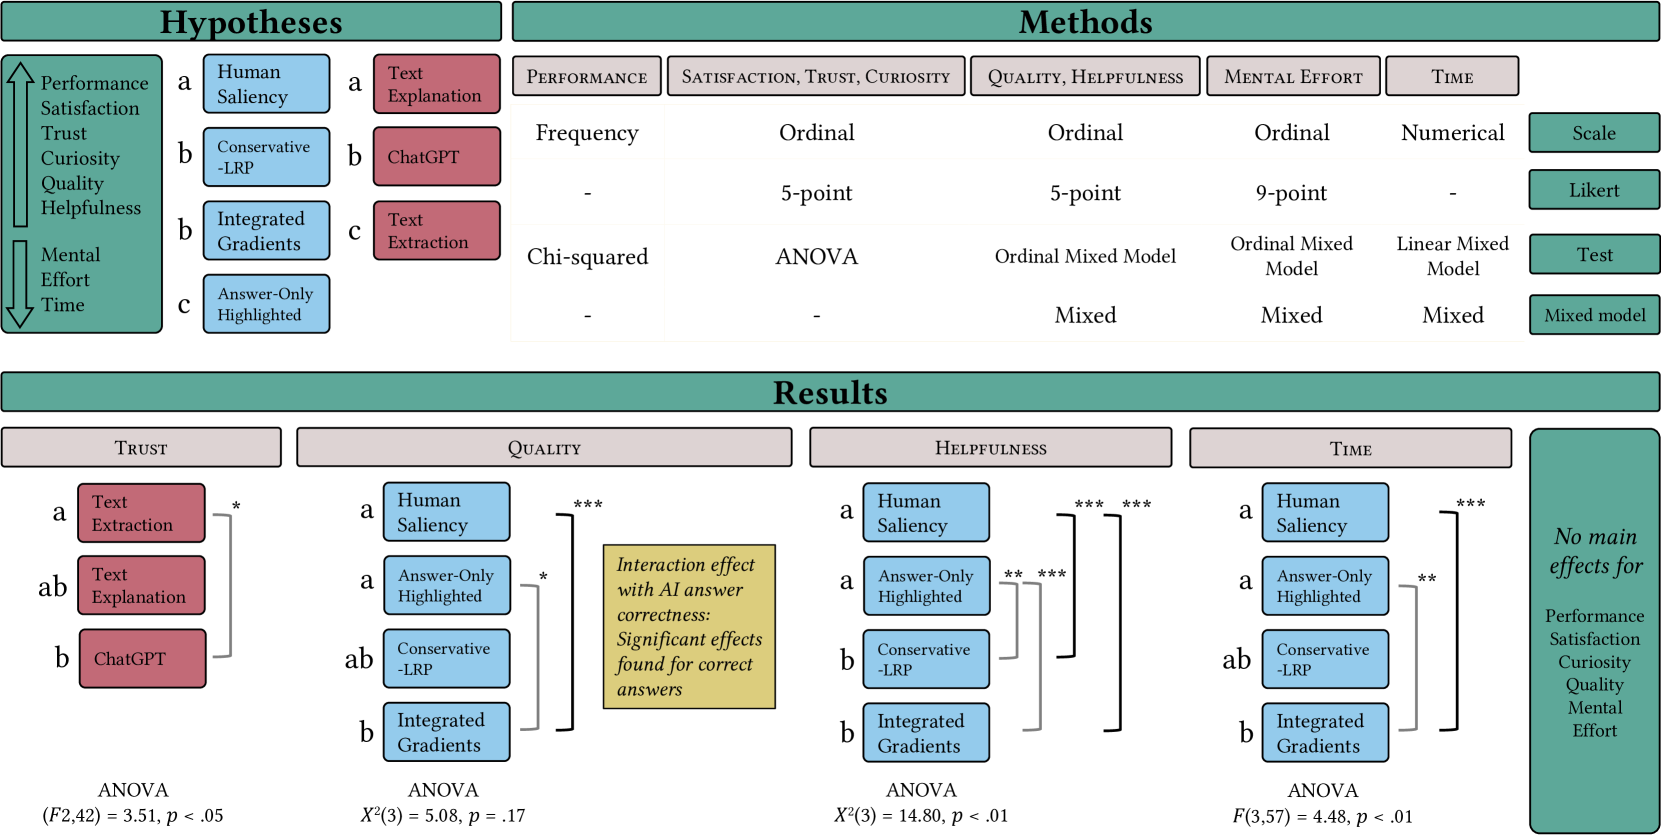 Hypotheses
Performance
Satisfaction
Trust
Curiosity
Quality
Helpfulness
Mental
Effort
Time
a
Human
Saliency
b
Conservative
-LRP
b
Integrated
Gradients
c
Answer-Only
Highlighted
a
Text
Explanation
b
ChatGPT
c
Text
Extraction
Methods
Performance
Satisfaction, Trust, Curiosity
Quality, Helpfulness
Mental Effort
Time
Frequency
Ordinal
Ordinal
Ordinal
Numerical
Scale
-
5-point
5-point
9-point
-
Likert
Chi-squared
ANOVA
Ordinal Mixed Model
Ordinal Mixed
Model
Linear Mixed
Model
Test
-
-
Mixed
Mixed
Mixed
Mixed model
Results
Trust
a
Text
Extraction
*
ab
Text
Explanation
b
ChatGPT
ANOVA
(F2,42) = 3.51, p < .05
Quality
a
Human
Saliency
***
a
Answer-Only
Highlighted
*
ab
Conservative
-LRP
b
Integrated
Gradients
Interaction effect
with AI answer
correctness:
Significant effects
found for correct
answers
ANOVA
X²(3) = 5.08, p = .17
Helpfulness
a
Human
Saliency
*** ***
a
Answer-Only
Highlighted
** ***
b
Conservative
-LRP
b
Integrated
Gradients
ANOVA
X²(3) = 14.80, p < .01
Time
a
Human
Saliency
***
a
Answer-Only
Highlighted
**
ab
Conservative
-LRP
b
Integrated
Gradients
ANOVA
F(3,57) = 4.48, p < .01
No main
effects for
Performance
Satisfaction
Curiosity
Quality
Mental
Effort